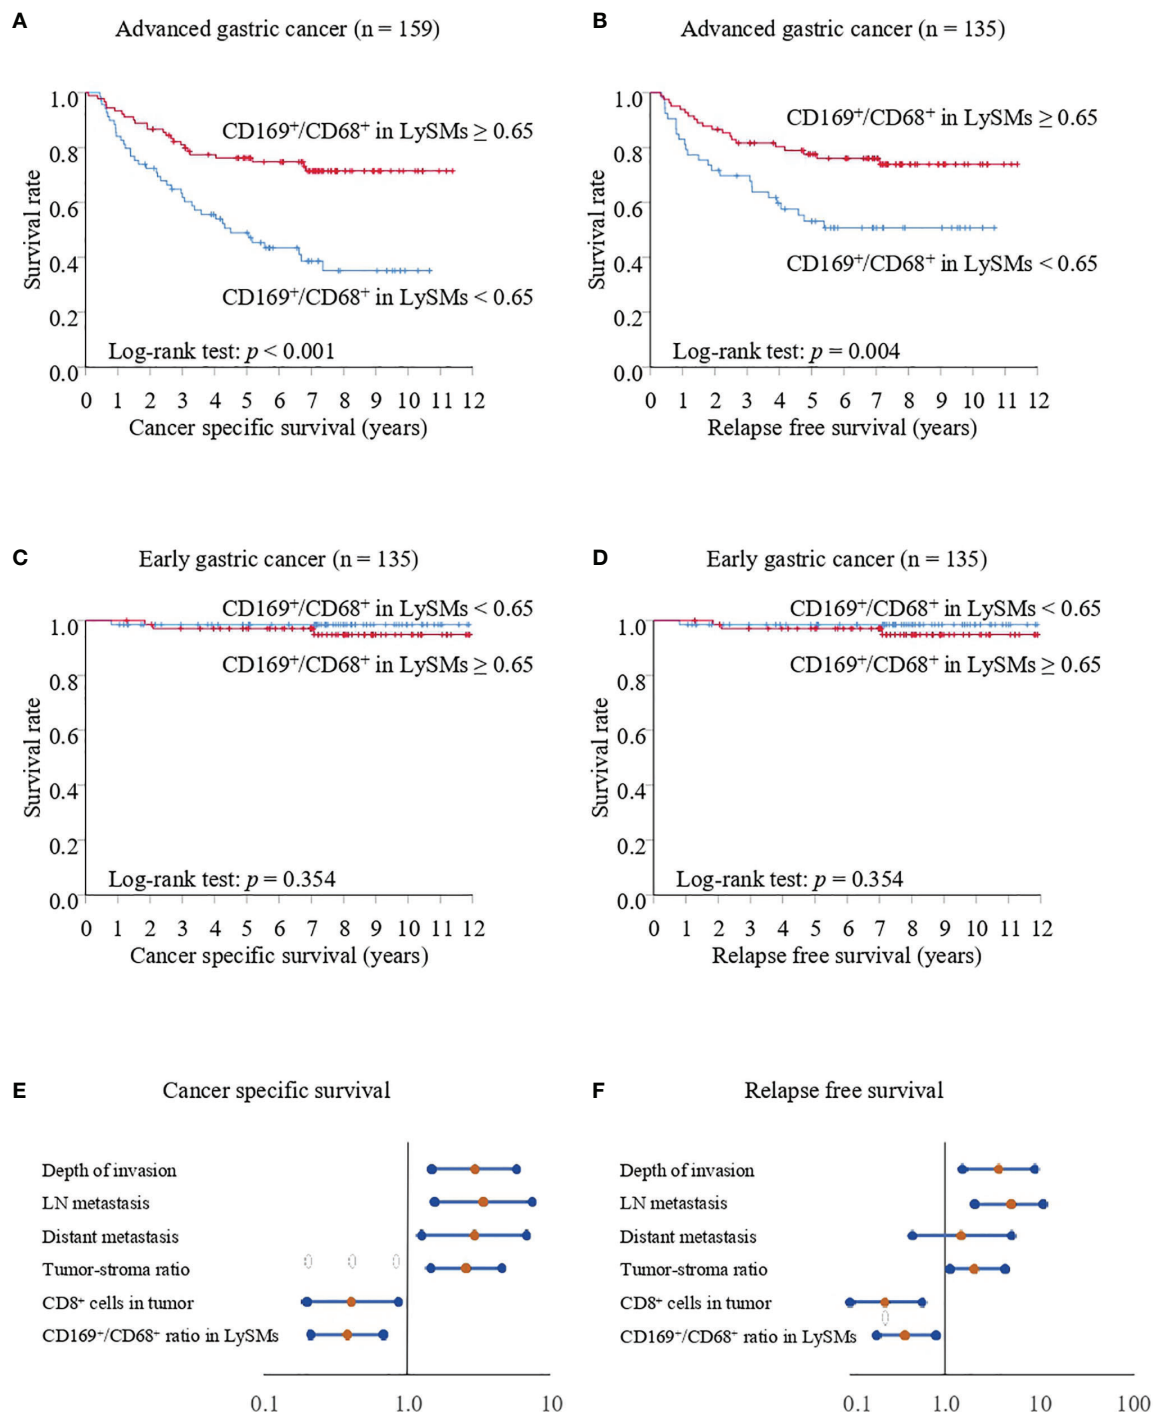 A
Advanced gastric cancer (n = 159)
1.0
0.8
0.6
0.4
0.2
0.0
Survival rate
CD169⁺/CD68⁺ in LySMs ≥ 0.65
CD169⁺/CD68⁺ in LySMs < 0.65
Log-rank test: p < 0.001
0 1 2 3 4 5 6 7 8 9 10 11 12
Cancer specific survival (years)
B
Advanced gastric cancer (n = 135)
1.0
0.8
0.6
0.4
0.2
0.0
Survival rate
CD169⁺/CD68⁺ in LySMs ≥ 0.65
CD169⁺/CD68⁺ in LySMs < 0.65
Log-rank test: p = 0.004
0 1 2 3 4 5 6 7 8 9 10 11 12
Relapse free survival (years)
C
Early gastric cancer (n = 135)
1.0
0.8
0.6
0.4
0.2
0.0
Survival rate
CD169⁺/CD68⁺ in LySMs < 0.65
CD169⁺/CD68⁺ in LySMs ≥ 0.65
Log-rank test: p = 0.354
0 1 2 3 4 5 6 7 8 9 10 11 12
Cancer specific survival (years)
D
Early gastric cancer (n = 135)
1.0
0.8
0.6
0.4
0.2
0.0
Survival rate
CD169⁺/CD68⁺ in LySMs < 0.65
CD169⁺/CD68⁺ in LySMs ≥ 0.65
Log-rank test: p = 0.354
0 1 2 3 4 5 6 7 8 9 10 11 12
Relapse free survival (years)
E
Cancer specific survival
Depth of invasion
LN metastasis
Distant metastasis
Tumor-stroma ratio
CD8⁺ cells in tumor
CD169⁺/CD68⁺ ratio in LySMs
0.1 1.0 10
F
Relapse free survival
Depth of invasion
LN metastasis
Distant metastasis
Tumor-stroma ratio
CD8⁺ cells in tumor
CD169⁺/CD68⁺ ratio in LySMs
0.1 1.0 10 100